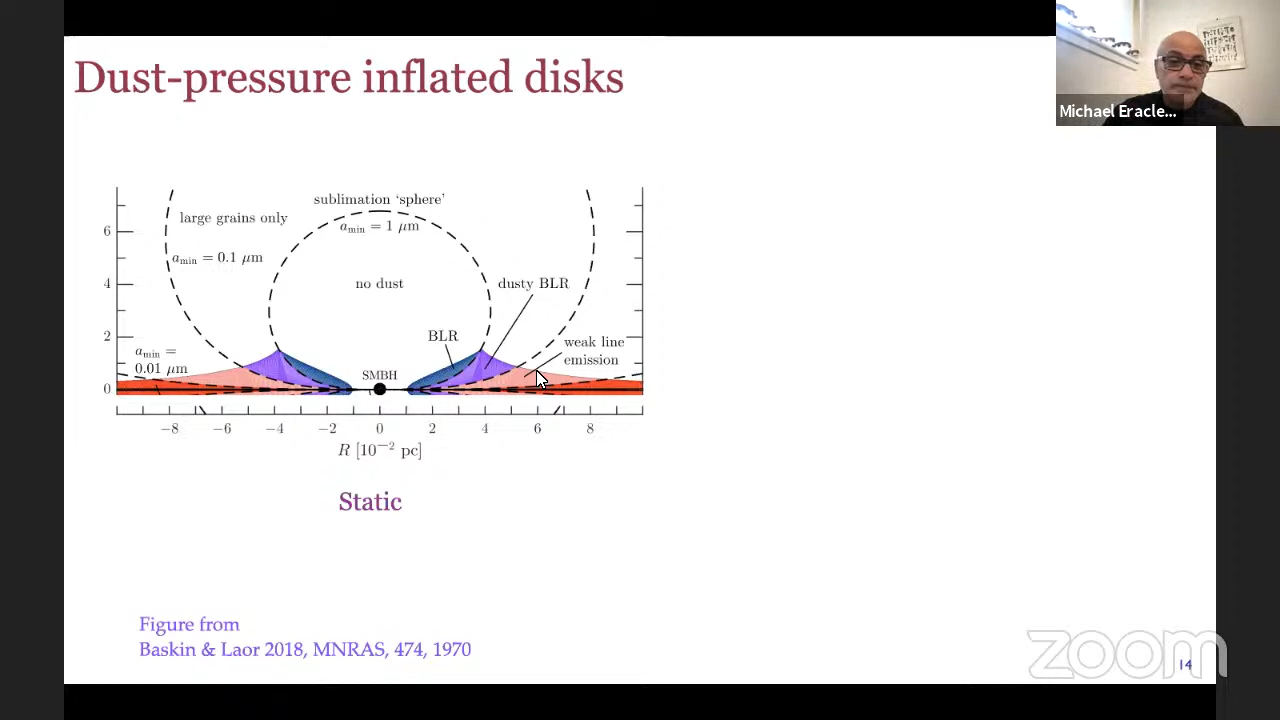 Dust-pressure inflated disks
Michael Eracle...
sublimation ‘sphere’
large grains only
a_min = 1 μm
a_min = 0.1 μm
no dust
dusty BLR
BLR
weak line
emission
a_min =
0.01 μm
SMBH
6
4
2
0
−8 −6 −4 −2 0 2 4 6 8
R [10⁻² pc]
Static
Figure from
Baskin & Laor 2018, MNRAS, 474, 1970
zoom
14